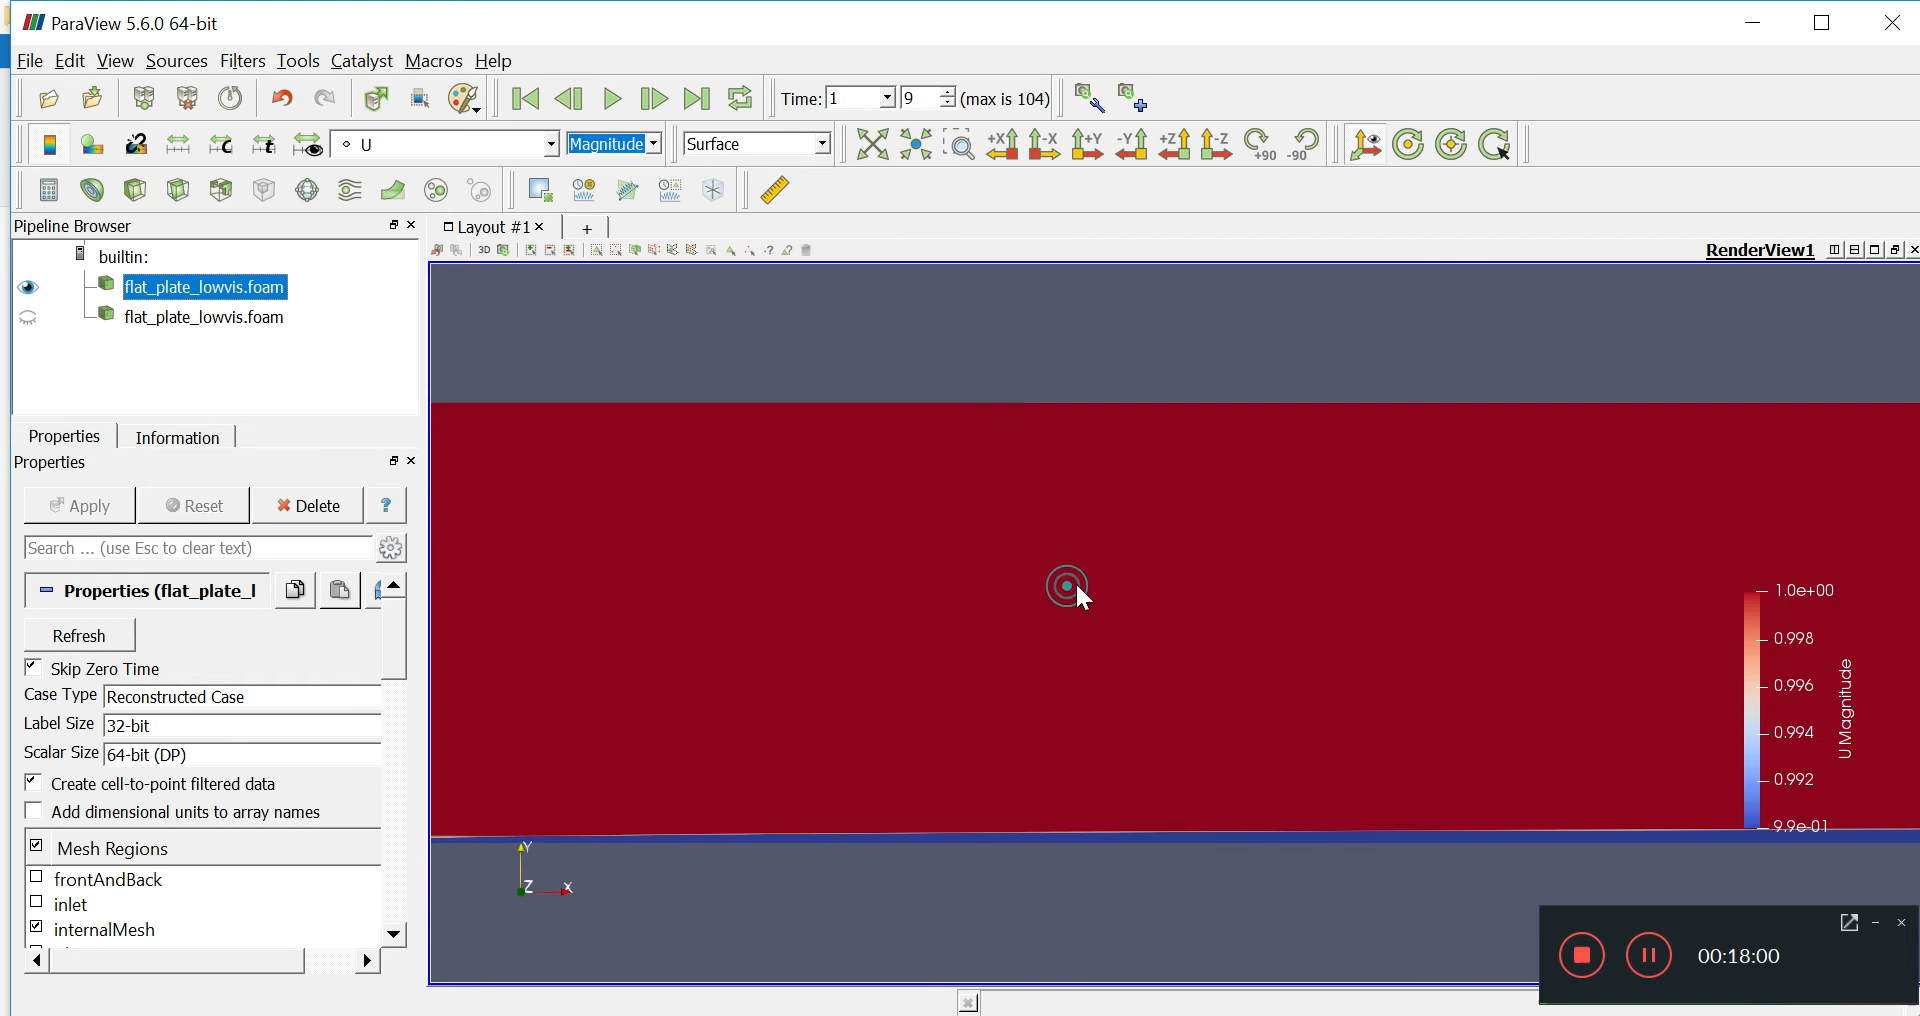 ParaView 5.6.0 64-bit
File Edit View Sources Filters Tools Catalyst Macros Help
Time: 1 9 (max is 104)
U Magnitude Surface +X -X +Y -Y +Z -Z +90 -90
Pipeline Browser
Layout #1 +
3D
RenderView1
builtin:
flat_plate_lowvis.foam
flat_plate_lowvis.foam
Properties Information
Properties
Apply Reset Delete ?
Search ... (use Esc to clear text)
Properties (flat_plate_l
Refresh
Skip Zero Time
Case Type Reconstructed Case
Label Size 32-bit
Scalar Size 64-bit (DP)
Create cell-to-point filtered data
Add dimensional units to array names
Mesh Regions
frontAndBack
inlet
internalMesh
1.0e+00
0.998
0.996
0.994
0.992
9.9e-01
U Magnitude
Y
Z X
00:18:00